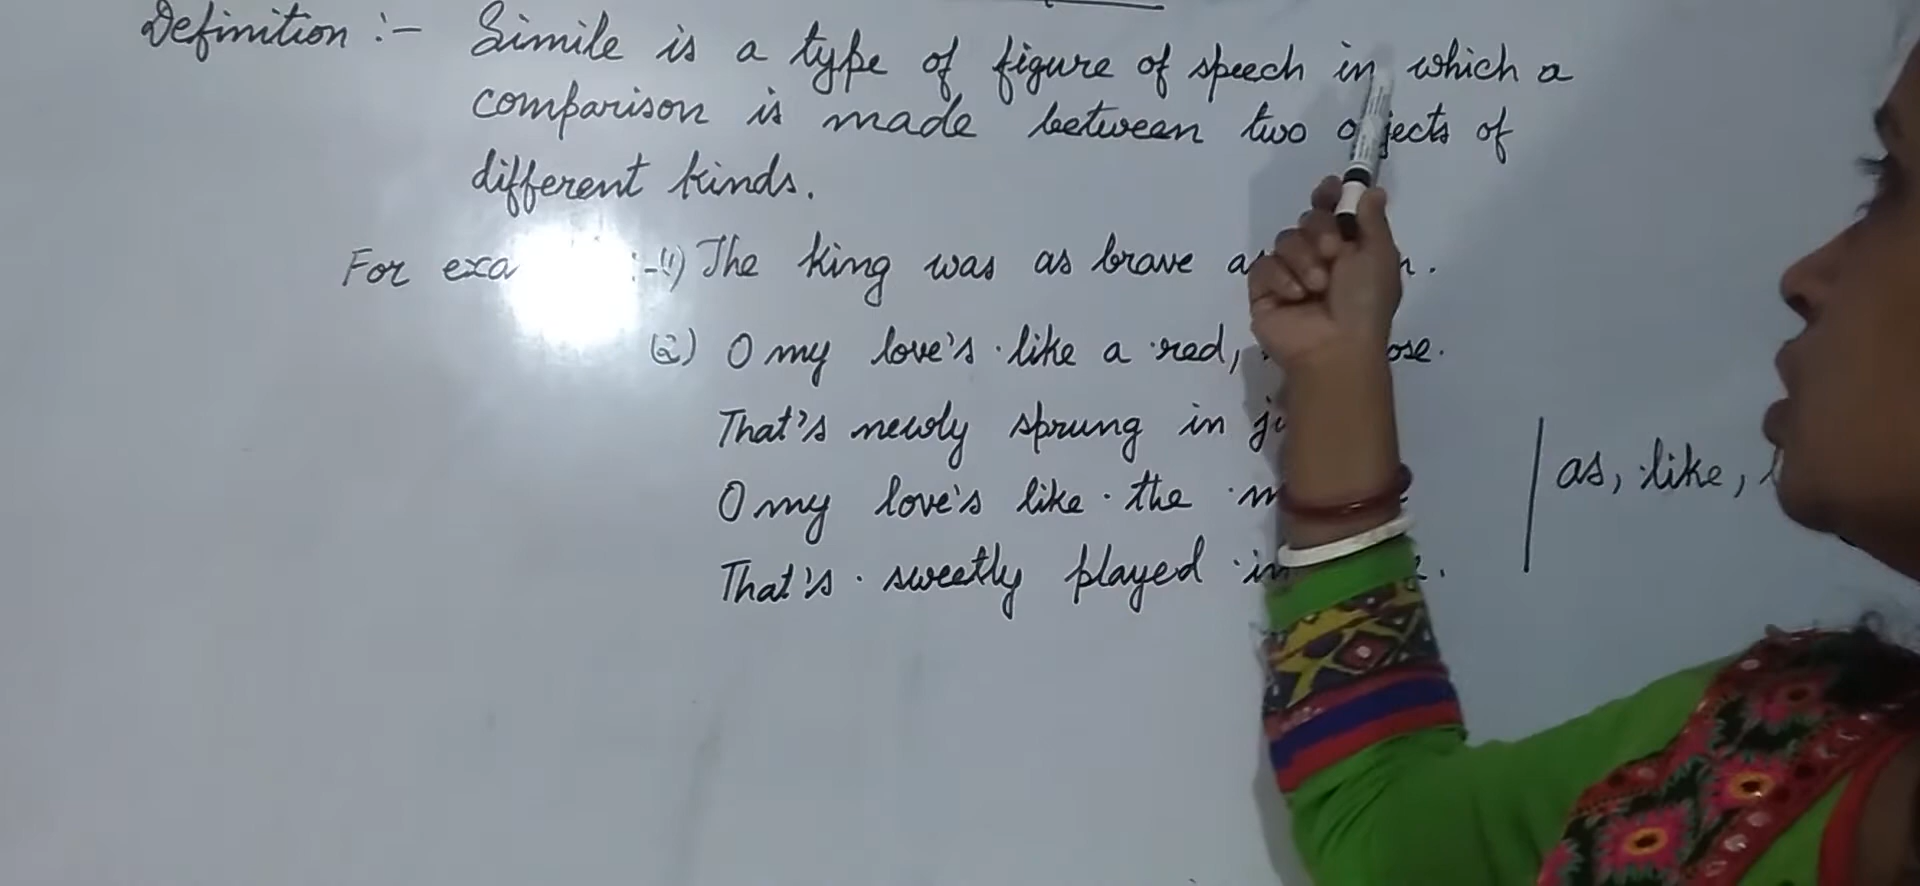 Definition :- Simile is a type of figure of speech in which a
comparison is made between two objects of
different kinds.
For exa :- (1) The king was as brave a
(2) O my love's like a red, ose.
That's newly sprung in ju
O my love's like the m
as, like,
That's sweetly played in e.